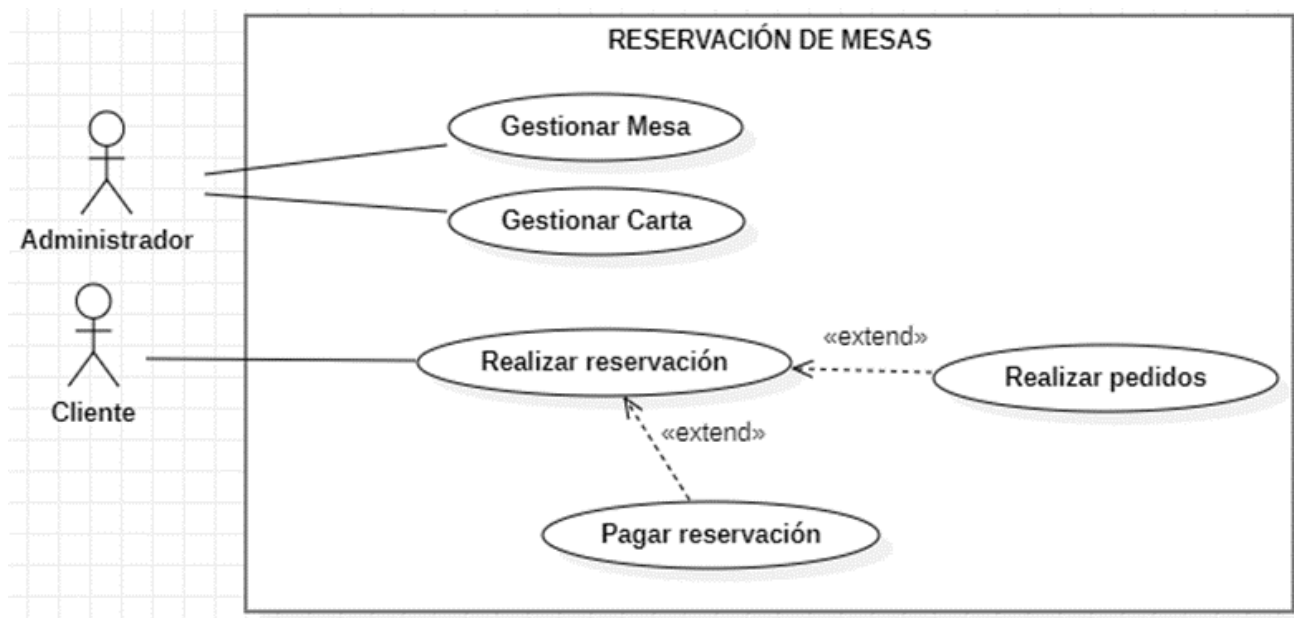 RESERVACIÓN DE MESAS
Gestionar Mesa
Gestionar Carta
Administrador
Realizar reservación
«extend»
Realizar pedidos
Cliente
«extend»
Pagar reservación